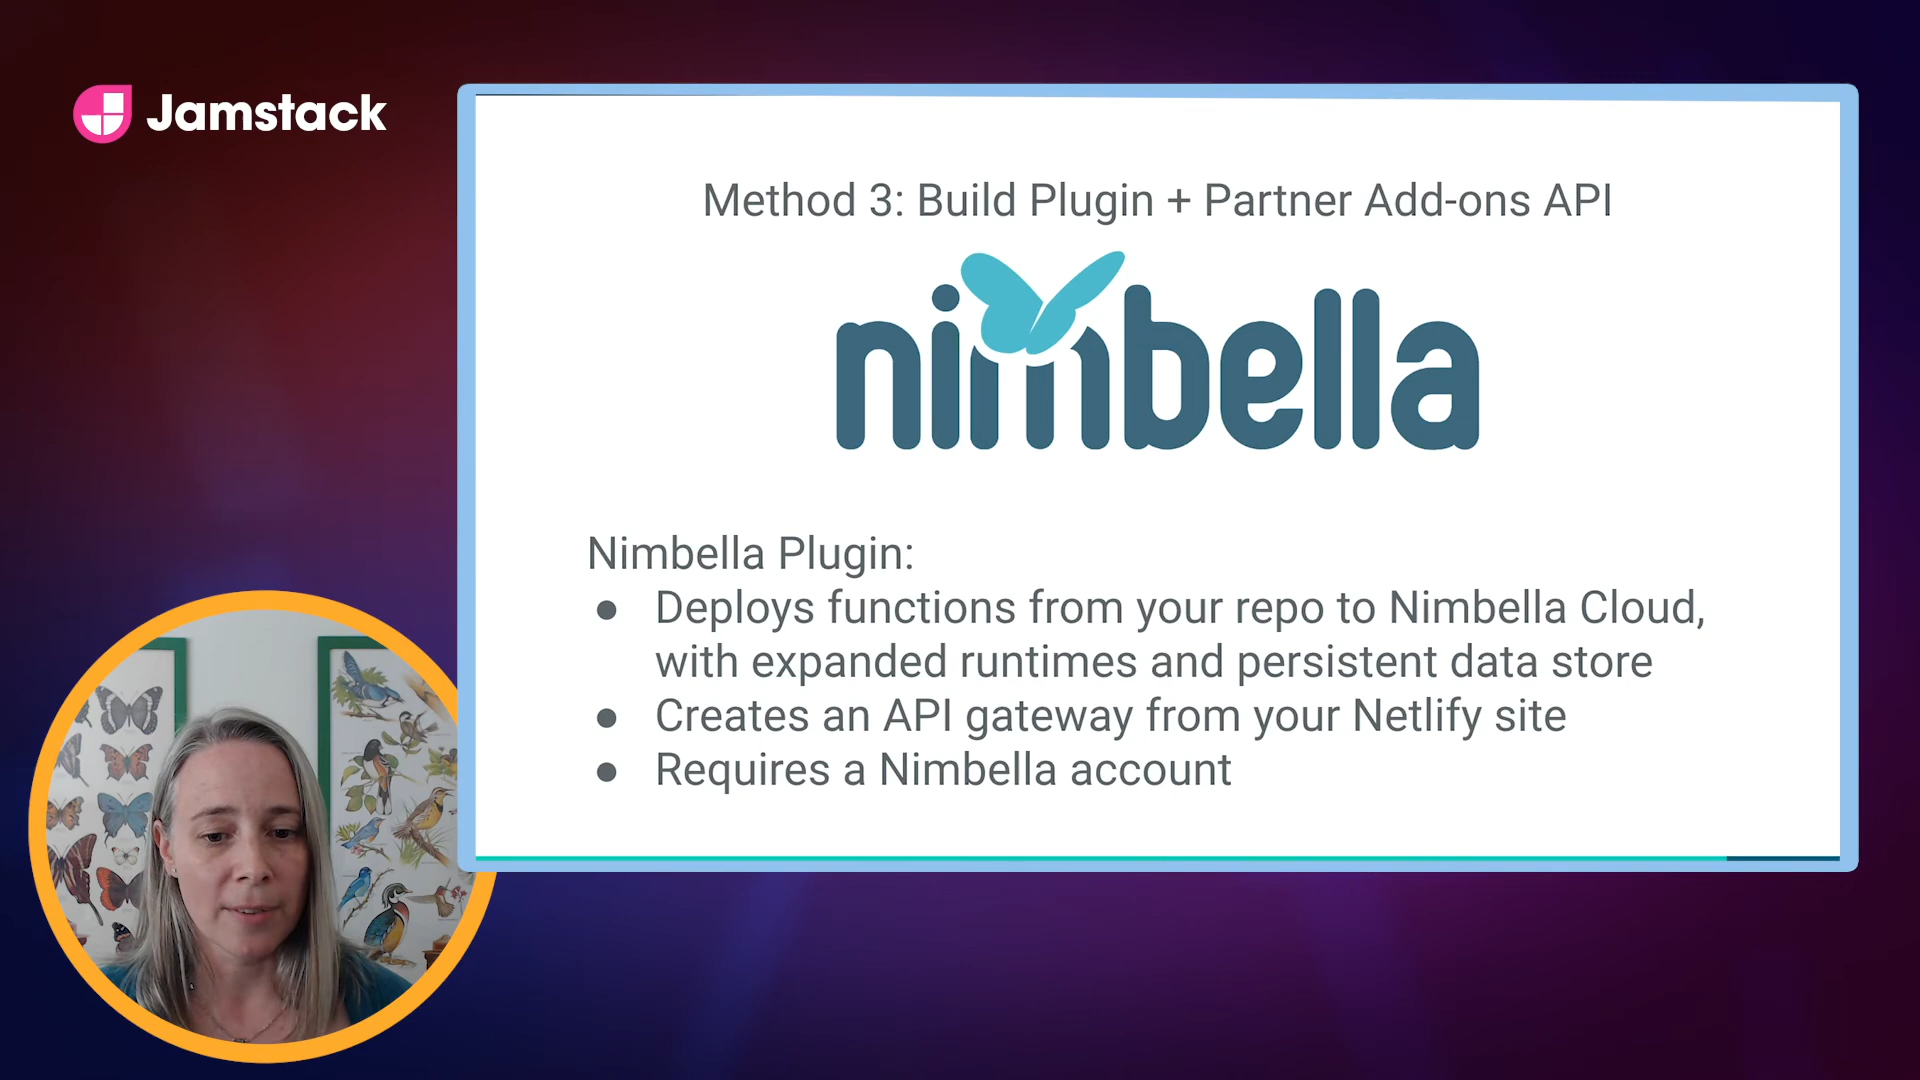 Jamstack
Method 3: Build Plugin + Partner Add-ons API
nimbella
Nimbella Plugin:
● Deploys functions from your repo to Nimbella Cloud,
with expanded runtimes and persistent data store
● Creates an API gateway from your Netlify site
● Requires a Nimbella account